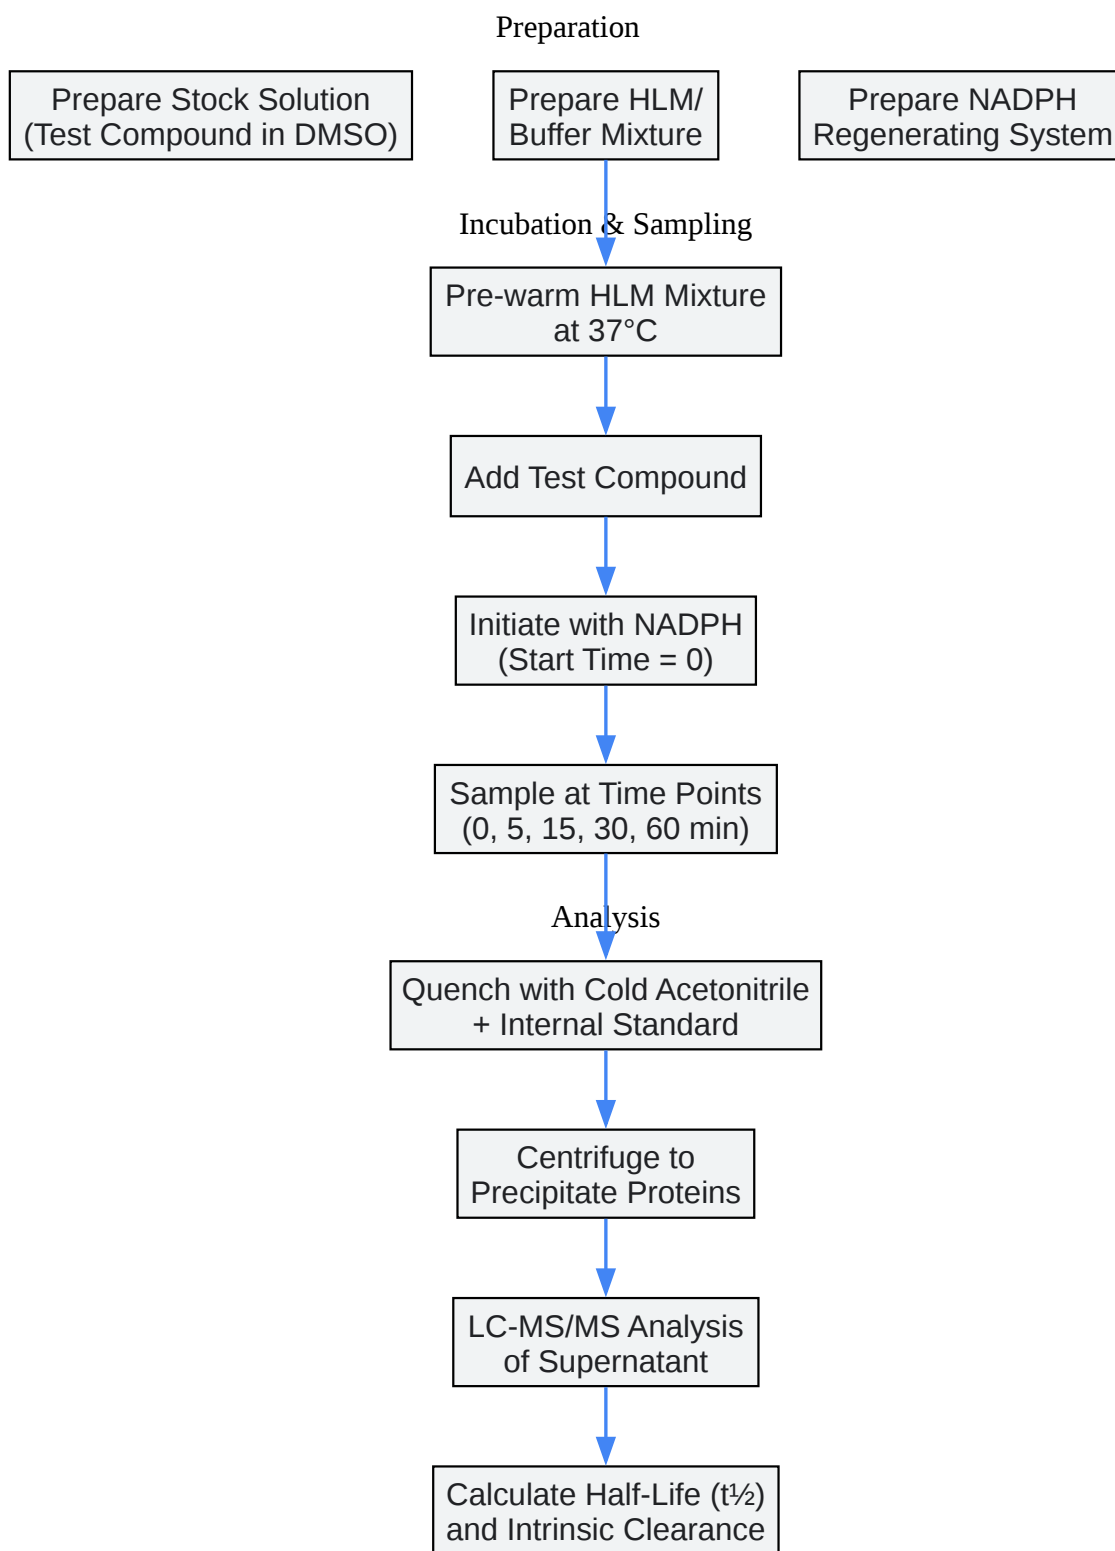 Preparation
Prepare Stock Solution
(Test Compound in DMSO)
Prepare HLM/
Buffer Mixture
Prepare NADPH
Regenerating System
Incubation & Sampling
Pre-warm HLM Mixture
at 37°C
Add Test Compound
Initiate with NADPH
(Start Time = 0)
Sample at Time Points
(0, 5, 15, 30, 60 min)
Analysis
Quench with Cold Acetonitrile
+ Internal Standard
Centrifuge to
Precipitate Proteins
LC-MS/MS Analysis
of Supernatant
Calculate Half-Life (t½)
and Intrinsic Clearance